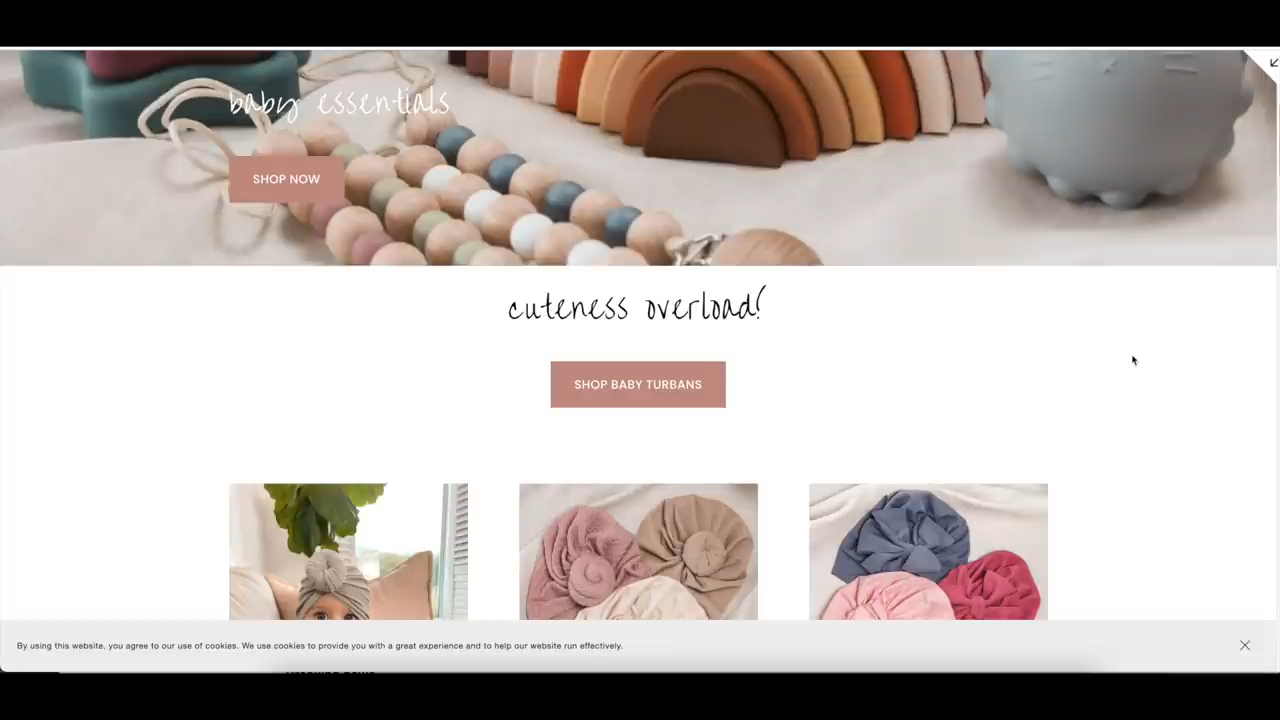 baby essentials
SHOP NOW
cuteness overload!
SHOP BABY TURBANS
By using this website, you agree to our use of cookies. We use cookies to provide you with a great experience and to help our website run effectively.